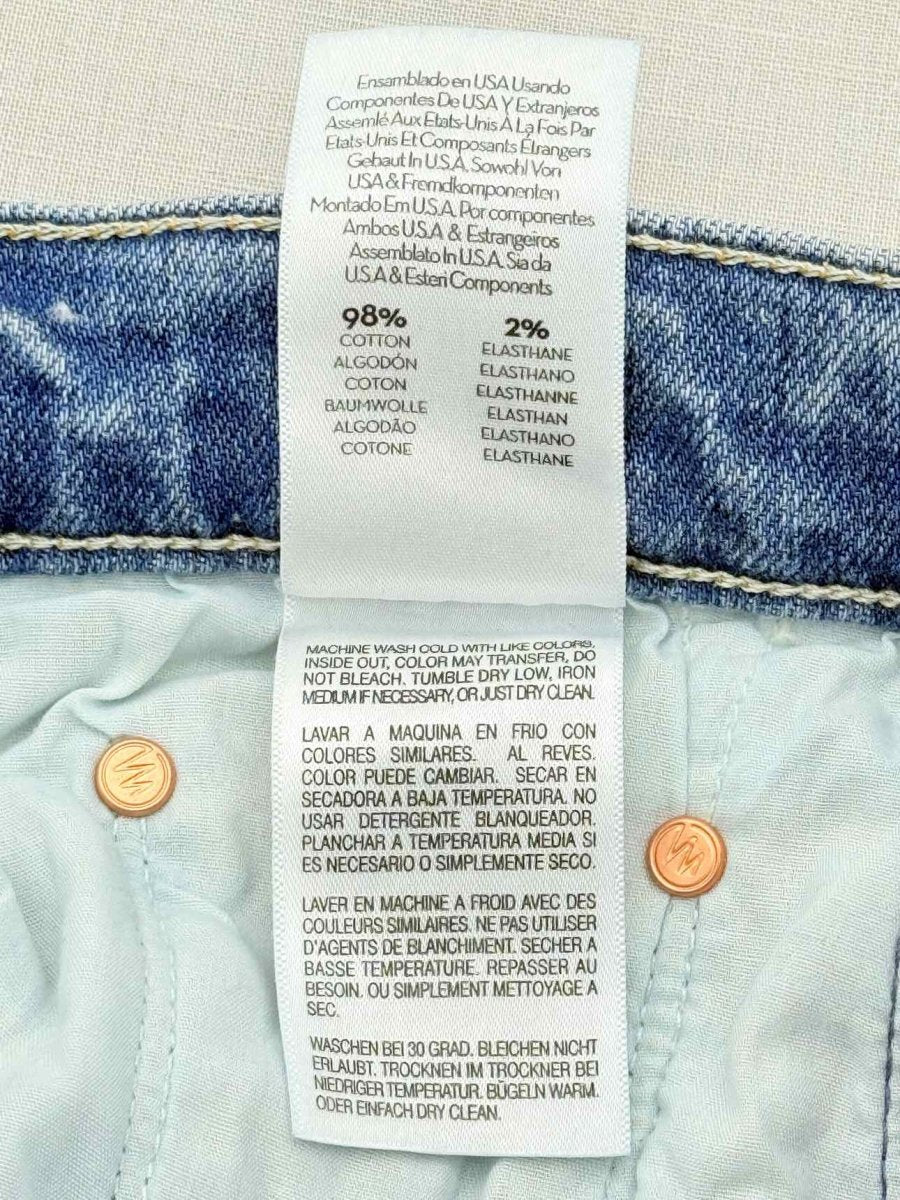 Ensamblado en USA Usando
Componentes De USA Y Extranjeros
Assemlé Aux Etats-Unis À La Fois Par
Etats-Unis Et Composants Élrangers
Gebaut In U.S.A. Sowohl Von
USA & Fremdkomponenten
Montado Em U.S.A. Por componentes
Ambos U.S.A & Estrangeiros
Assemblato In U.S.A. Sia da
U.S.A & Esteri Components
98%
COTTON
ALGODÓN
COTON
BAUMWOLLE
ALGODÃO
COTONE
2%
ELASTHANE
ELASTHANO
ELASTHANNE
ELASTHAN
ELASTHANO
ELASTHANE
MACHINE WASH COLD WITH LIKE COLORS,
INSIDE OUT, COLOR MAY TRANSFER, DO
NOT BLEACH. TUMBLE DRY LOW, IRON
MEDIUM IF NECESSARY, OR JUST DRY CLEAN.
LAVAR A MAQUINA EN FRIO CON
COLORES SIMILARES. AL REVES.
COLOR PUEDE CAMBIAR. SECAR EN
SECADORA A BAJA TEMPERATURA. NO
USAR DETERGENTE BLANQUEADOR.
PLANCHAR A TEMPERATURA MEDIA SI
ES NECESARIO O SIMPLEMENTE SECO.
LAVER EN MACHINE A FROID AVEC DES
COULEURS SIMILAIRES. NE PAS UTILISER
D'AGENTS DE BLANCHIMENT. SECHER A
BASSE TEMPERATURE. REPASSER AU
BESOIN. OU SIMPLEMENT METTOYAGE A
SEC.
WASCHEN BEI 30 GRAD. BLEICHEN NICHT
ERLAUBT. TROCKNEN IM TROCKNER BEI
NIEDRIGER TEMPERATUR. BÜGELN WARM.
ODER EINFACH DRY CLEAN.